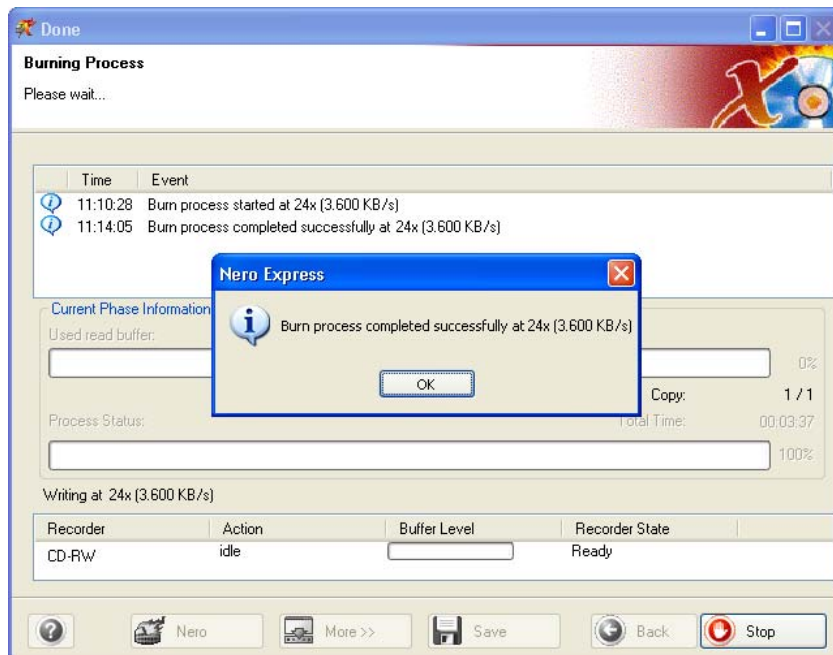 Done
Burning Process
Please wait...
Time Event
11:10:28 Burn process started at 24x (3.600 KB/s)
11:14:05 Burn process completed successfully at 24x (3.600 KB/s)
Nero Express
Burn process completed successfully at 24x (3.600 KB/s)
OK
Current Phase Information
Used read buffer:
0%
Copy: 1 / 1
Process Status: Total Time: 00:03:37
100%
Writing at 24x (3.600 KB/s)
Recorder Action Buffer Level Recorder State
CD-RW idle Ready
Nero More >> Save Back Stop